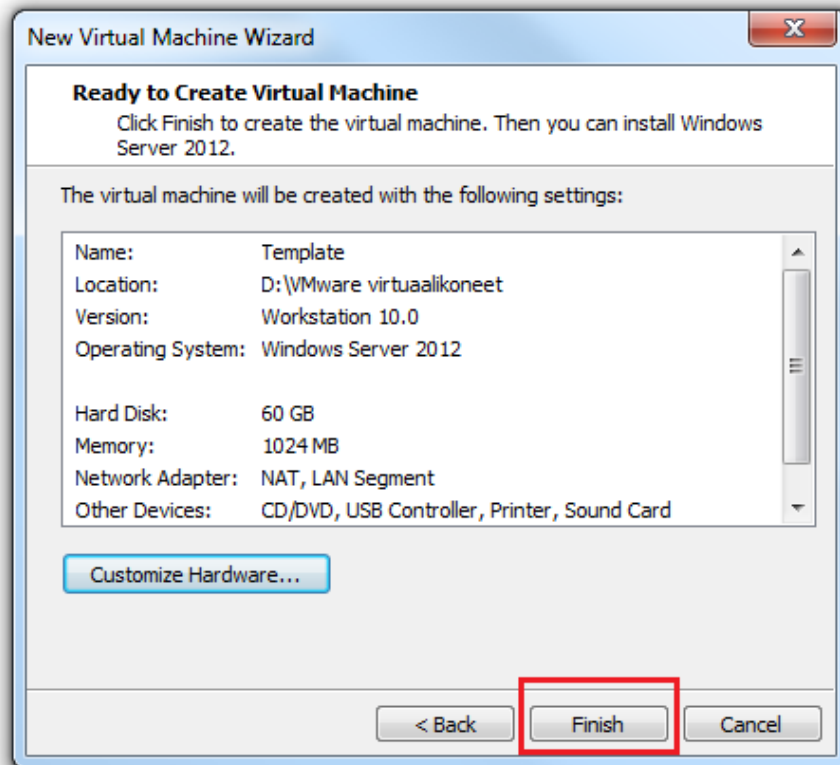 New Virtual Machine Wizard
Ready to Create Virtual Machine
Click Finish to create the virtual machine. Then you can install Windows
Server 2012.
The virtual machine will be created with the following settings:
Name: Template
Location: D:\VMware virtuaalikoneet
Version: Workstation 10.0
Operating System: Windows Server 2012
Hard Disk: 60 GB
Memory: 1024 MB
Network Adapter: NAT, LAN Segment
Other Devices: CD/DVD, USB Controller, Printer, Sound Card
Customize Hardware...
< Back Finish Cancel